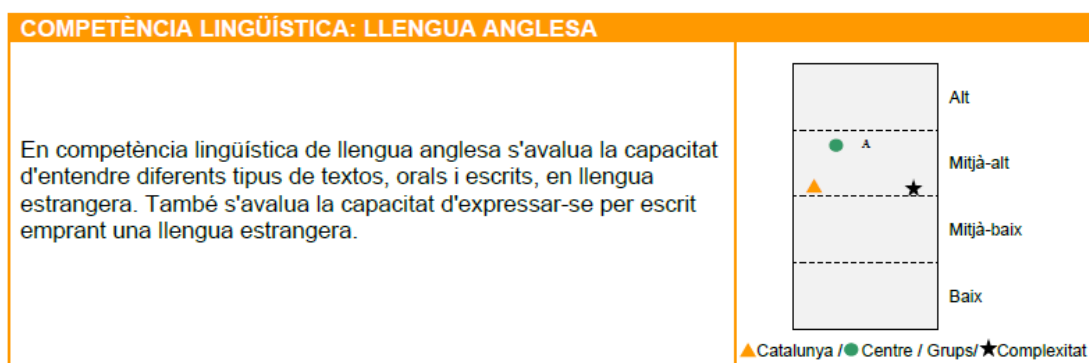 COMPETÈNCIA LINGÜÍSTICA: LLENGUA ANGLESA
En competència lingüística de llengua anglesa s'avalua la capacitat
d'entendre diferents tipus de textos, orals i escrits, en llengua
estrangera. També s'avalua la capacitat d'expressar-se per escrit
emprant una llengua estrangera.
Alt
A
Mitjà-alt
Mitjà-baix
Baix
Catalunya / Centre / Grups/ Complexitat